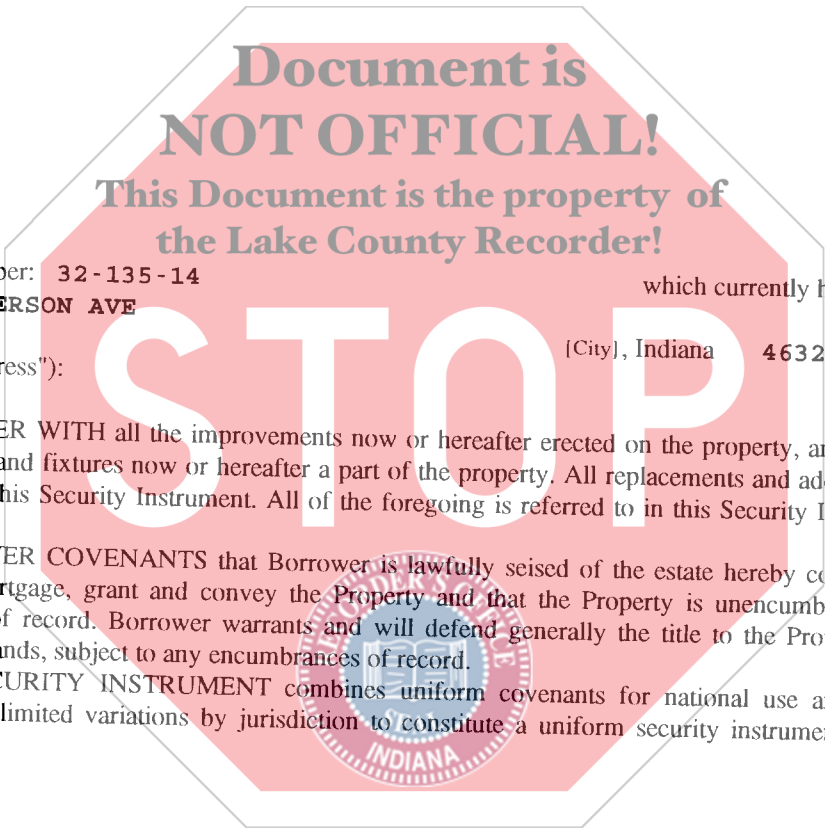 Document is
NOT OFFICIAL!
This Document is the property of
the Lake County Recorder!
ber: 32-135-14
which currently h
ERSON AVE
[City], Indiana 4632
ress"):
STOP
ER WITH all the improvements now or hereafter erected on the property, an
and fixtures now or hereafter a part of the property. All replacements and ad
his Security Instrument. All of the foregoing is referred to in this Security I
ER COVENANTS that Borrower is lawfully seised of the estate hereby co
rtgage, grant and convey the Property and that the Property is unencumb
f record. Borrower warrants and will defend generally the title to the Pro
ands, subject to any encumbrances of record.
CURITY INSTRUMENT combines uniform covenants for national use a
limited variations by jurisdiction to constitute a uniform security instrumen
RECORDER'S OFFICE
INDIANA